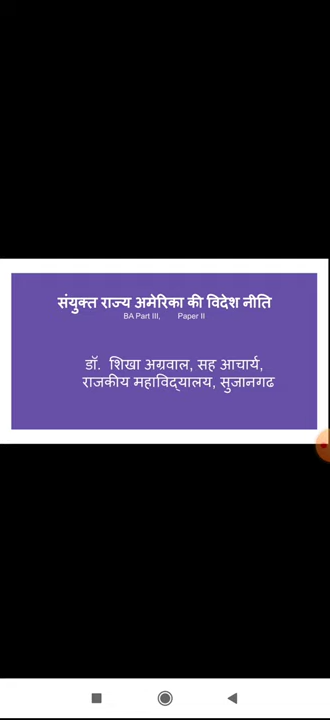 संयुक्त राज्य अमेरिका की विदेश नीति
BA Part III, Paper II
डॉ. शिखा अग्रवाल, सह आचार्य,
राजकीय महाविद्यालय, सुजानगढ